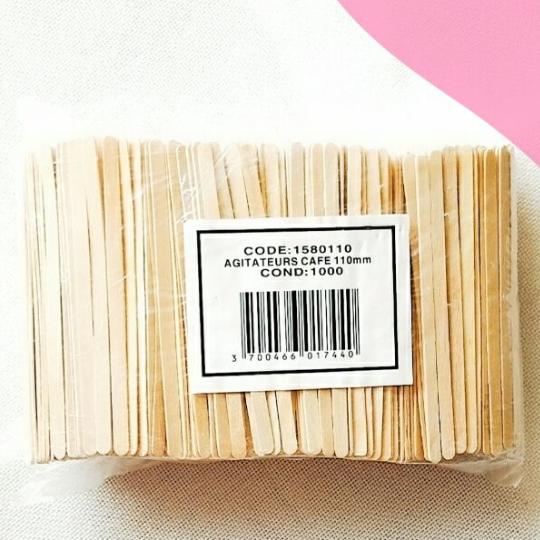 CODE:1580110
AGITATEURS CAFE 110mm
COND:1000
3 700466 017440